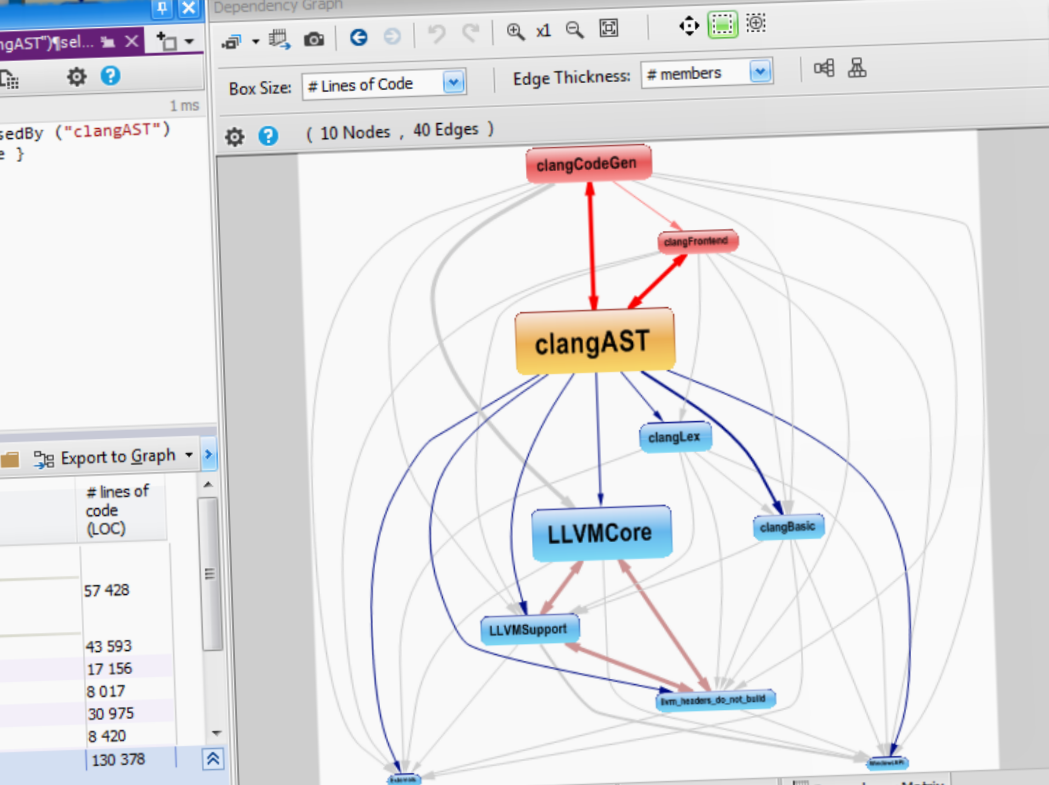 Dependency Graph
ngAST")¶sel...
x1
Box Size:
# Lines of Code
Edge Thickness:
# members
1 ms
sedBy ("clangAST")
e }
( 10 Nodes , 40 Edges )
clangCodeGen
clangFrontend
clangAST
clangLex
LLVMCore
clangBasic
LLVMSupport
llvm_headers_do_not_build
WindowsAPI
Export to Graph
# lines of
code
(LOC)
57 428
43 593
17 156
8 017
30 975
8 420
130 378